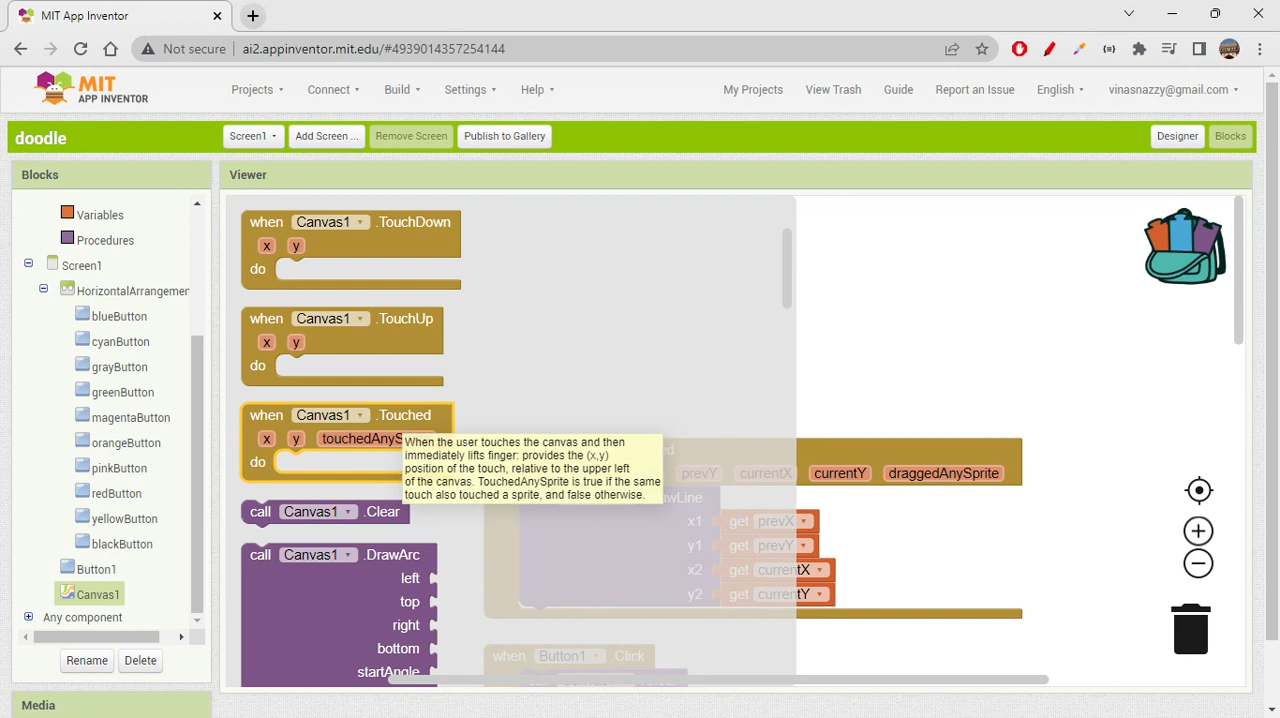 MIT App Inventor
Not secure ai2.appinventor.mit.edu/#4939014357254144
MIT
APP INVENTOR
Projects Connect Build Settings Help My Projects View Trash Guide Report an Issue English vinasnazzy@gmail.com
doodle Screen1 Add Screen ... Remove Screen Publish to Gallery Designer Blocks
Blocks
Variables
Procedures
Screen1
HorizontalArrangemen
blueButton
cyanButton
grayButton
greenButton
magentaButton
orangeButton
pinkButton
redButton
yellowButton
blackButton
Button1
Canvas1
Any component
Rename Delete
Media
Viewer
when Canvas1 .TouchDown
x y
do
when Canvas1 .TouchUp
x y
do
when Canvas1 .Touched
x y touchedAnyS
do
When the user touches the canvas and then
immediately lifts finger: provides the (x,y)
position of the touch, relative to the upper left
of the canvas. TouchedAnySprite is true if the same
touch also touched a sprite, and false otherwise.
call Canvas1 .Clear
call Canvas1 .DrawArc
left
top
right
bottom
startAngle
prevY currentX currentY draggedAnySprite
x1 get prevX
y1 get prevY
x2 get currentX
y2 get currentY
when Button1 .Click